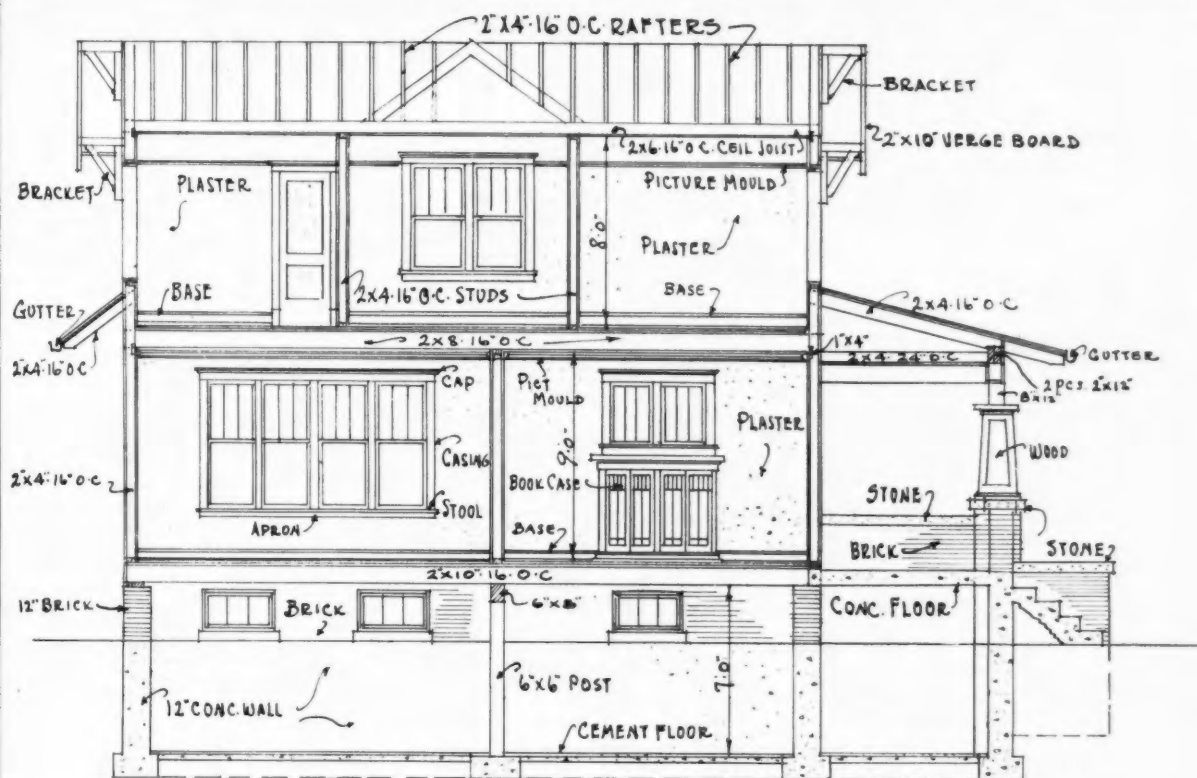 2"X4"·16" O·C· RAFTERS
BRACKET
2"X10" VERGE BOARD
2"X6"·16" O·C· CEIL JOIST
BRACKET
PLASTER
PICTURE MOULD
8'·0"
PLASTER
BASE
2"X4"·16" O·C· STUDS
BASE
GUTTER
2"X4"·16" O·C
2"X4"·16" O·C
2"X8"·16" O·C
1"X4"
2"X4"·24" O·C
GUTTER
CAP
PICT
MOULD
2 PCS. 2"X12"
8"X12"
9'·0"
PLASTER
CASING
WOOD
2"X4"·16" O·C
BOOK CASE
STOOL
APRON
STONE
BASE
BRICK
STONE
2"X10"·16·O·C
12" BRICK
BRICK
6"X8"
CONC. FLOOR
6"X6" POST
7'·0"
12" CONC. WALL
CEMENT FLOOR